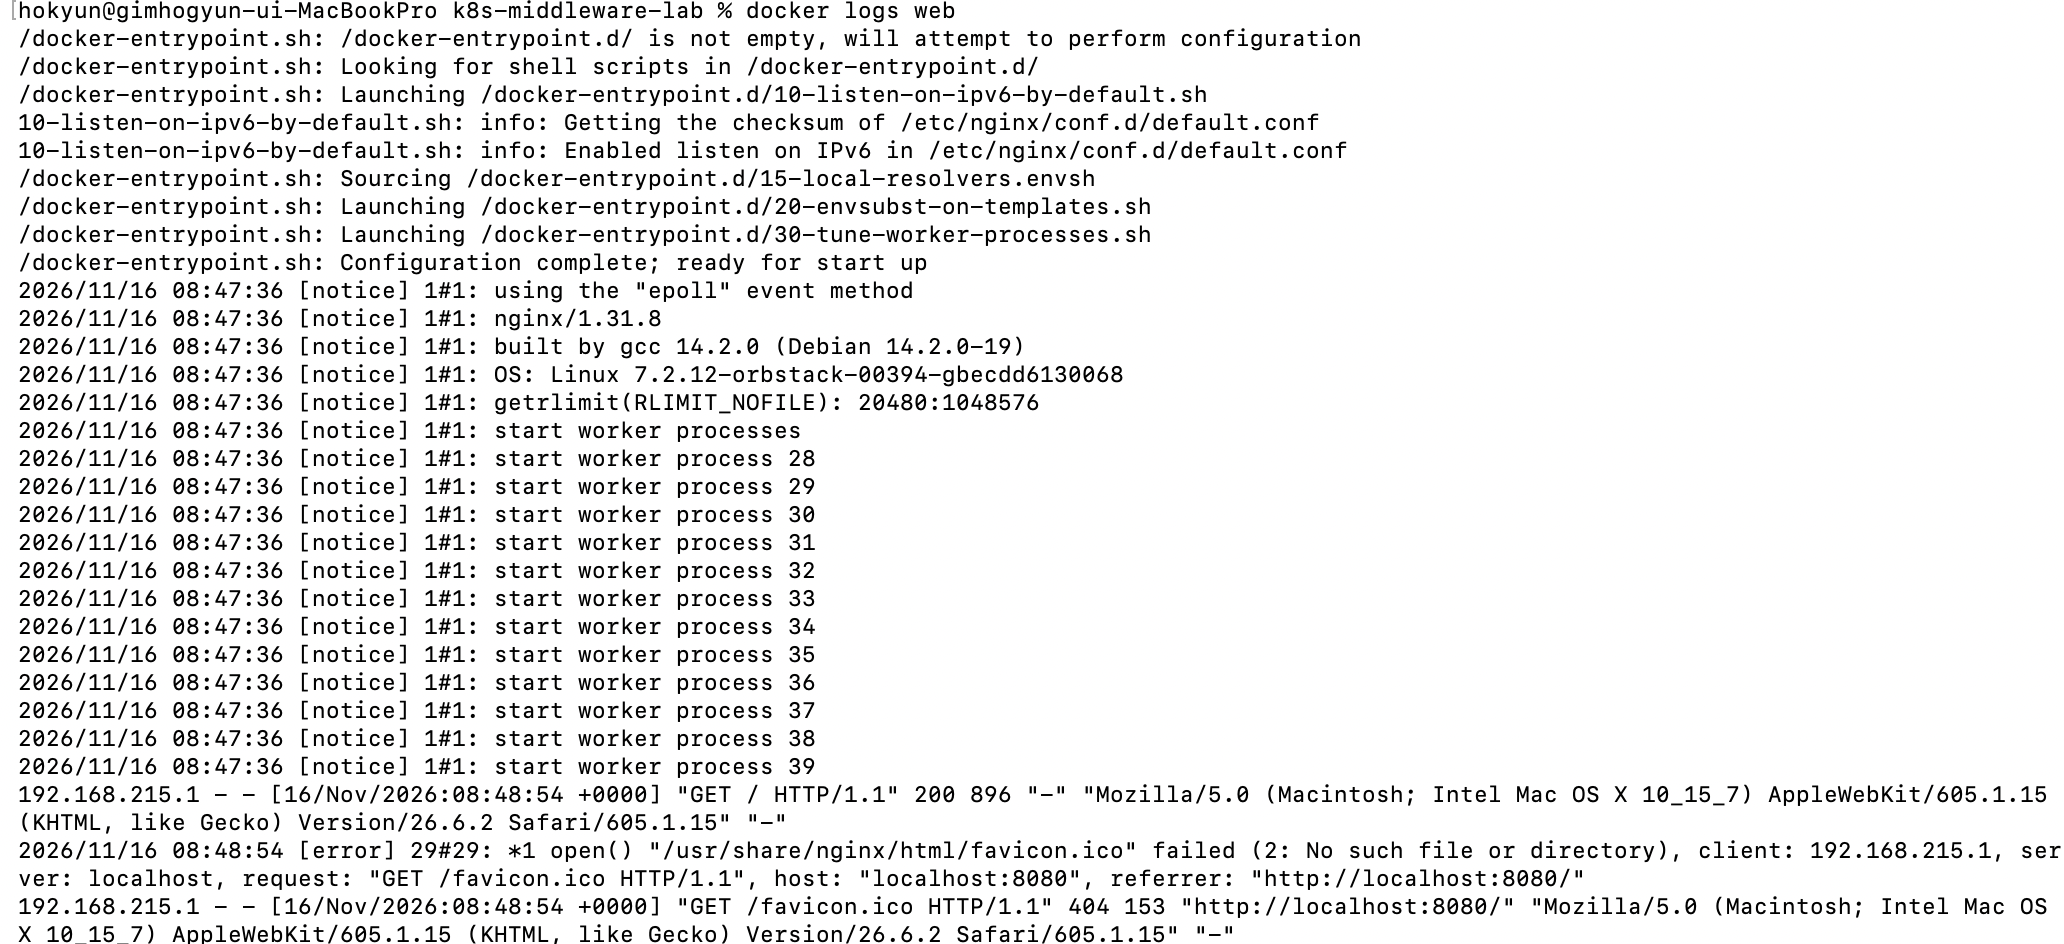 [hokyun@gimhogyun-ui-MacBookPro k8s-middleware-lab % docker logs web
/docker-entrypoint.sh: /docker-entrypoint.d/ is not empty, will attempt to perform configuration
/docker-entrypoint.sh: Looking for shell scripts in /docker-entrypoint.d/
/docker-entrypoint.sh: Launching /docker-entrypoint.d/10-listen-on-ipv6-by-default.sh
10-listen-on-ipv6-by-default.sh: info: Getting the checksum of /etc/nginx/conf.d/default.conf
10-listen-on-ipv6-by-default.sh: info: Enabled listen on IPv6 in /etc/nginx/conf.d/default.conf
/docker-entrypoint.sh: Sourcing /docker-entrypoint.d/15-local-resolvers.envsh
/docker-entrypoint.sh: Launching /docker-entrypoint.d/20-envsubst-on-templates.sh
/docker-entrypoint.sh: Launching /docker-entrypoint.d/30-tune-worker-processes.sh
/docker-entrypoint.sh: Configuration complete; ready for start up
2026/11/16 08:47:36 [notice] 1#1: using the "epoll" event method
2026/11/16 08:47:36 [notice] 1#1: nginx/1.31.8
2026/11/16 08:47:36 [notice] 1#1: built by gcc 14.2.0 (Debian 14.2.0-19)
2026/11/16 08:47:36 [notice] 1#1: OS: Linux 7.2.12-orbstack-00394-gbecdd6130068
2026/11/16 08:47:36 [notice] 1#1: getrlimit(RLIMIT_NOFILE): 20480:1048576
2026/11/16 08:47:36 [notice] 1#1: start worker processes
2026/11/16 08:47:36 [notice] 1#1: start worker process 28
2026/11/16 08:47:36 [notice] 1#1: start worker process 29
2026/11/16 08:47:36 [notice] 1#1: start worker process 30
2026/11/16 08:47:36 [notice] 1#1: start worker process 31
2026/11/16 08:47:36 [notice] 1#1: start worker process 32
2026/11/16 08:47:36 [notice] 1#1: start worker process 33
2026/11/16 08:47:36 [notice] 1#1: start worker process 34
2026/11/16 08:47:36 [notice] 1#1: start worker process 35
2026/11/16 08:47:36 [notice] 1#1: start worker process 36
2026/11/16 08:47:36 [notice] 1#1: start worker process 37
2026/11/16 08:47:36 [notice] 1#1: start worker process 38
2026/11/16 08:47:36 [notice] 1#1: start worker process 39
192.168.215.1 - - [16/Nov/2026:08:48:54 +0000] "GET / HTTP/1.1" 200 896 "-" "Mozilla/5.0 (Macintosh; Intel Mac OS X 10_15_7) AppleWebKit/605.1.15
(KHTML, like Gecko) Version/26.6.2 Safari/605.1.15" "-"
2026/11/16 08:48:54 [error] 29#29: *1 open() "/usr/share/nginx/html/favicon.ico" failed (2: No such file or directory), client: 192.168.215.1, ser
ver: localhost, request: "GET /favicon.ico HTTP/1.1", host: "localhost:8080", referrer: "http://localhost:8080/"
192.168.215.1 - - [16/Nov/2026:08:48:54 +0000] "GET /favicon.ico HTTP/1.1" 404 153 "http://localhost:8080/" "Mozilla/5.0 (Macintosh; Intel Mac OS
X 10_15_7) AppleWebKit/605.1.15 (KHTML, like Gecko) Version/26.6.2 Safari/605.1.15" "-"